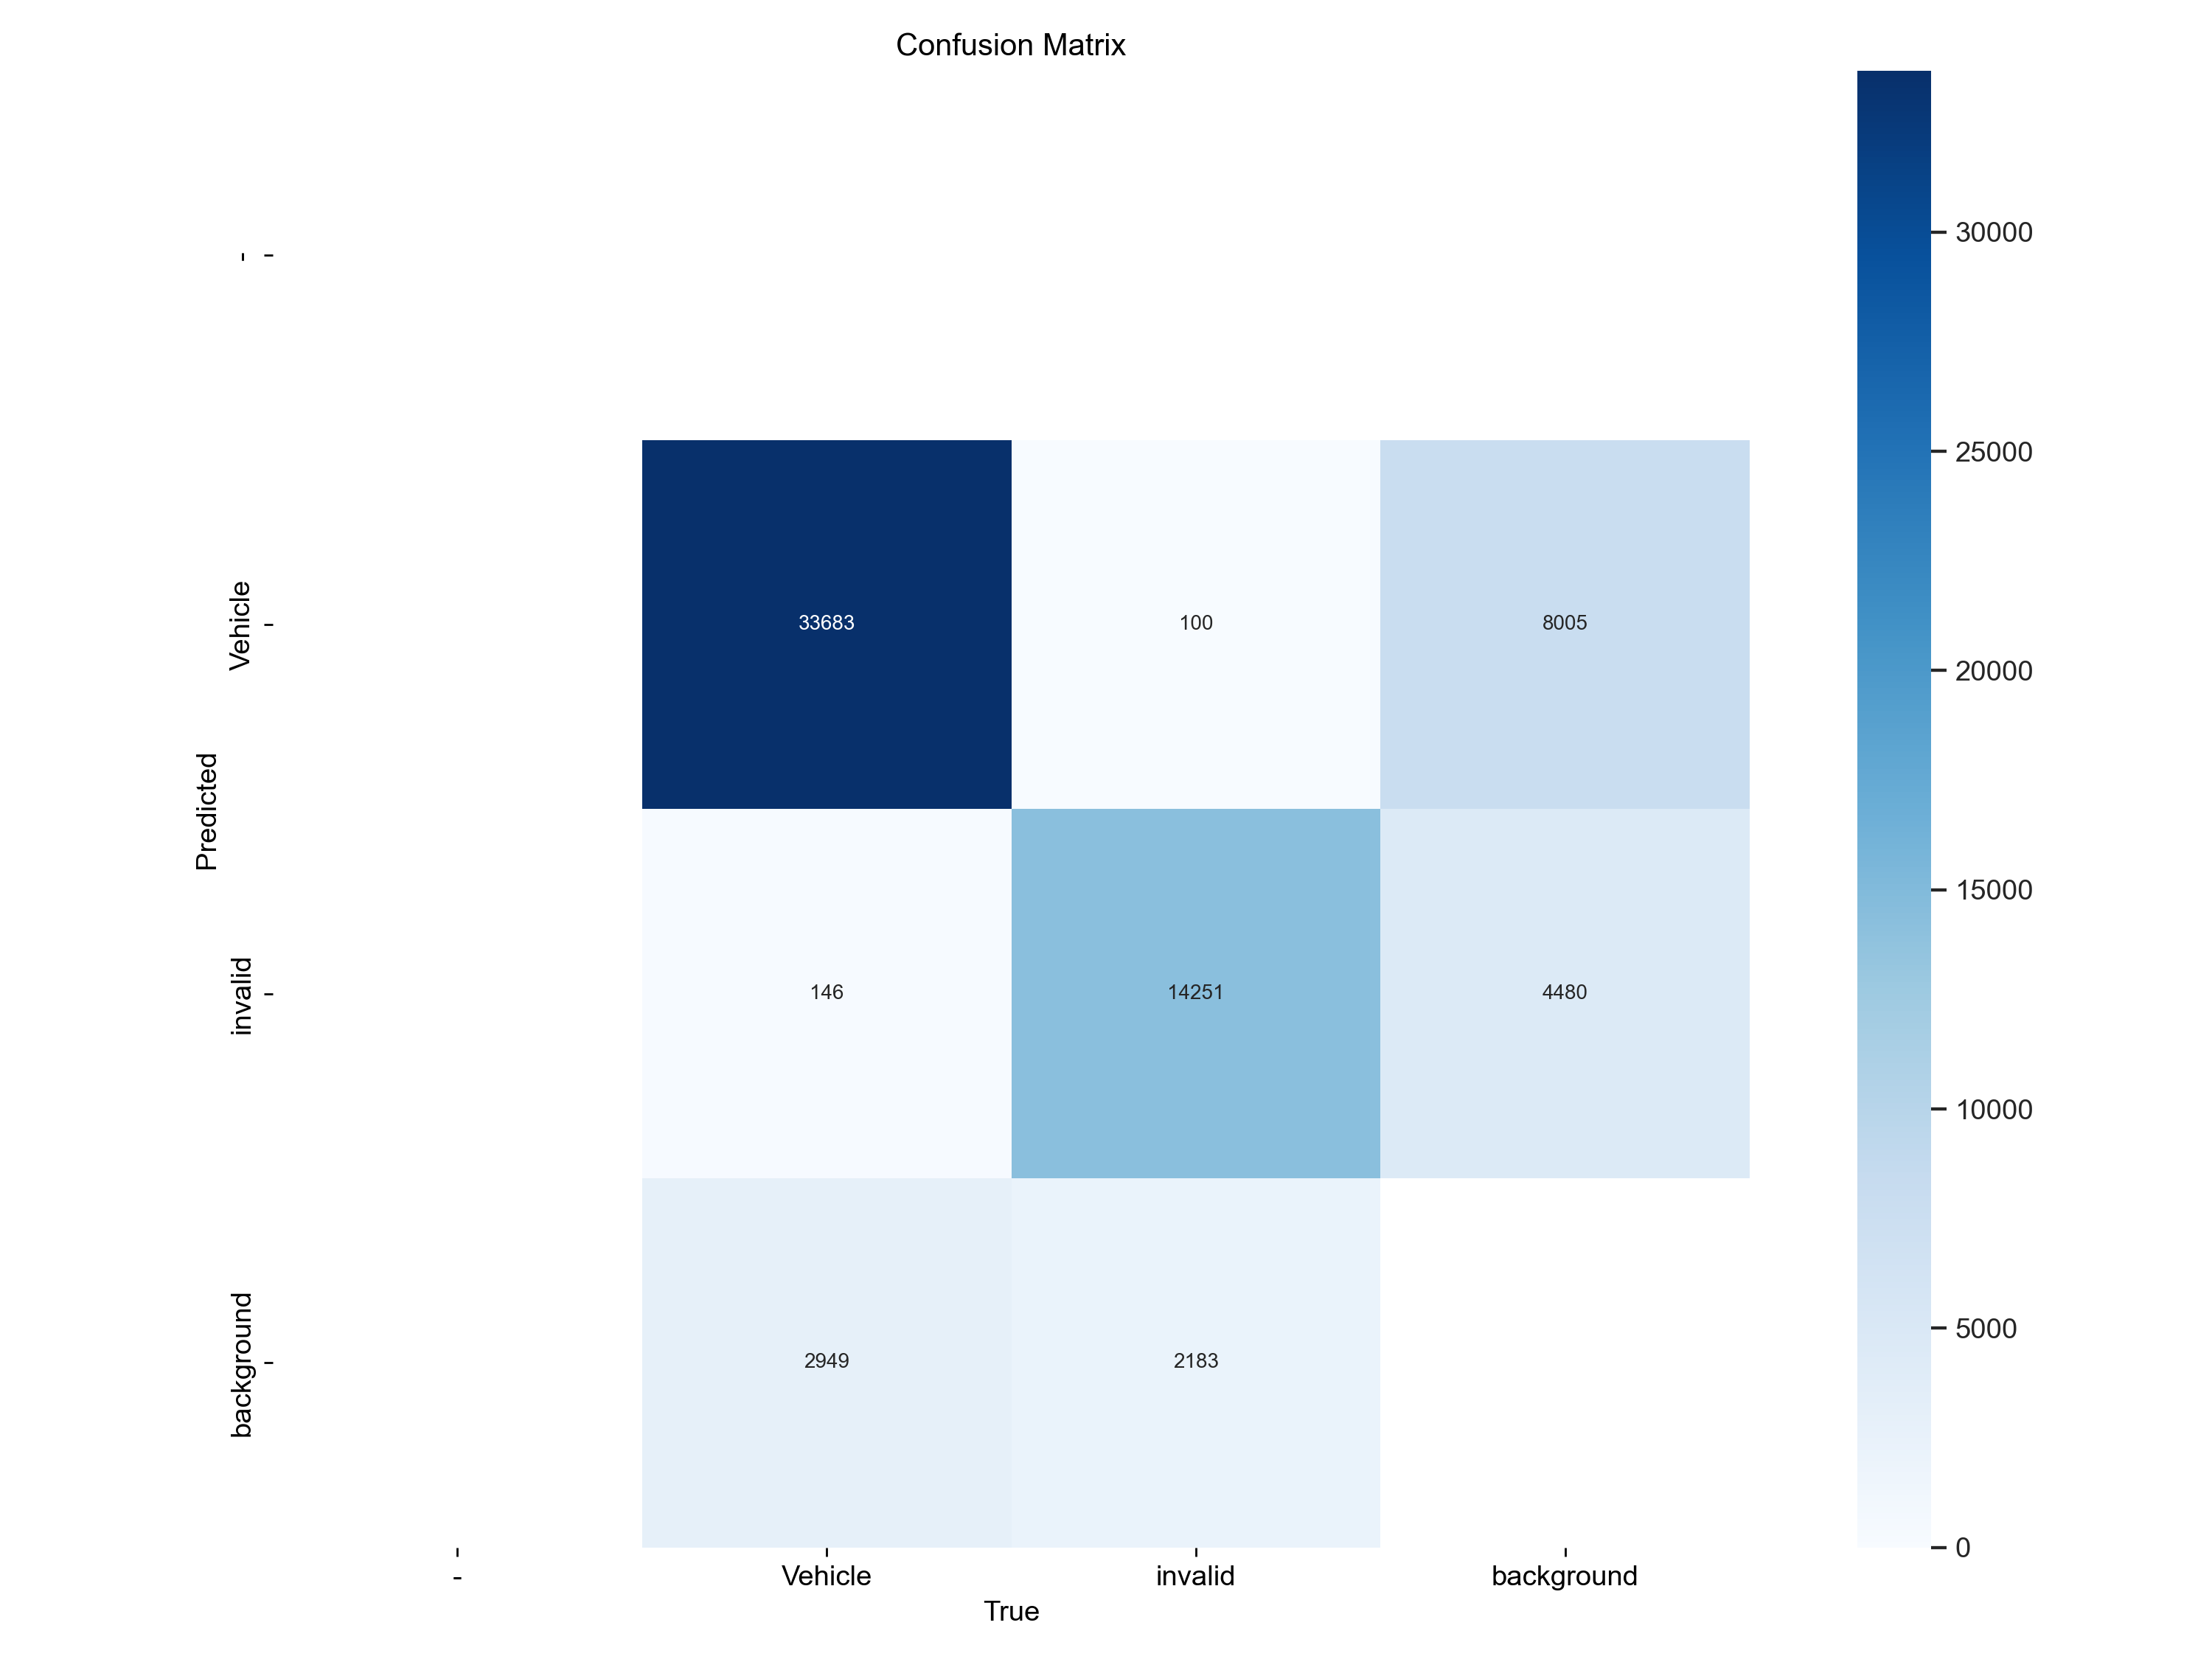 Confusion Matrix
-
Vehicle
invalid
background
Predicted
33683
100
8005
146
14251
4480
2949
2183
-
Vehicle
invalid
background
True
30000
25000
20000
15000
10000
5000
0